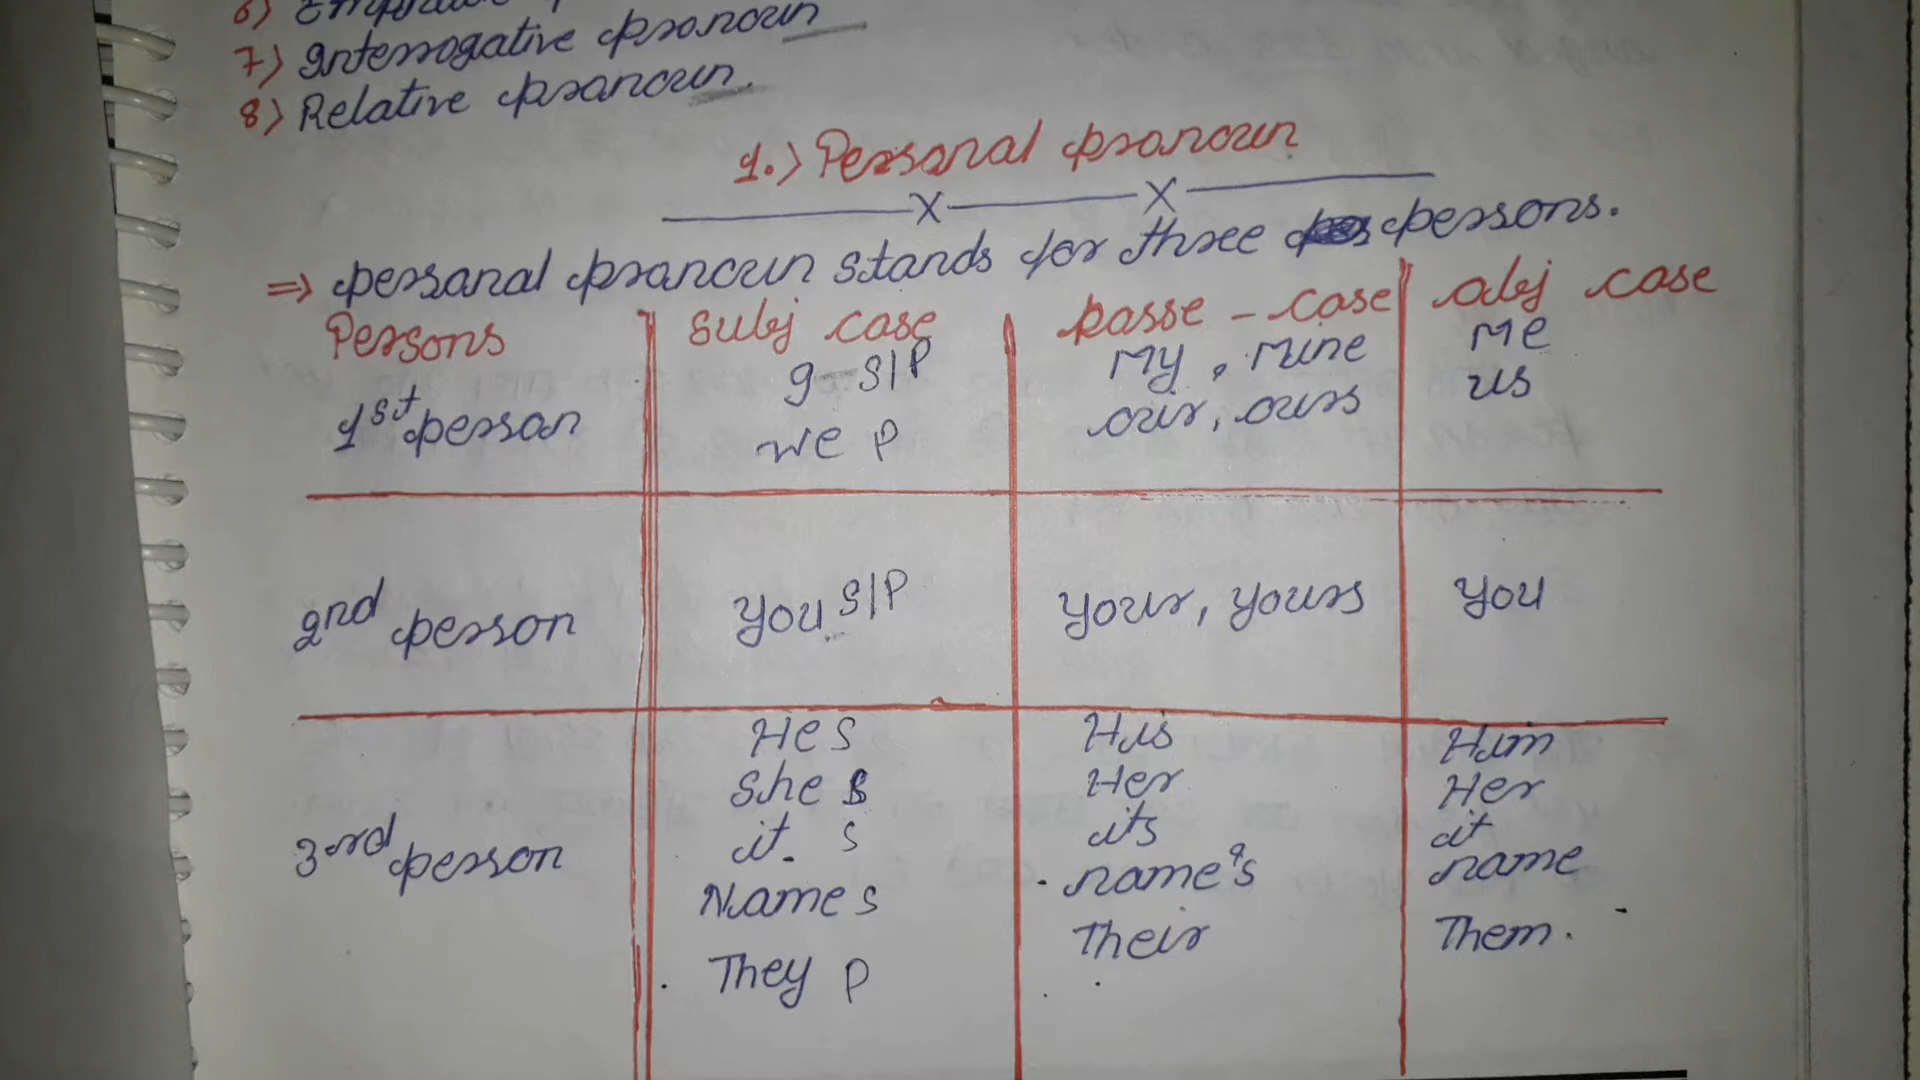 6) Emphatic
7) Interrogative pronoun
8) Relative pronoun.
1.) Personal pronoun
X X
⇒ personal pronoun stands for three persons.
Persons subj case posse - case obj case
1st person I - S/P my, mine me
we P our, ours us
2nd person you S/P your, yours you
He S His Him
She S Her Her
3rd person it. S its it
Name S name's name
They P Their Them.